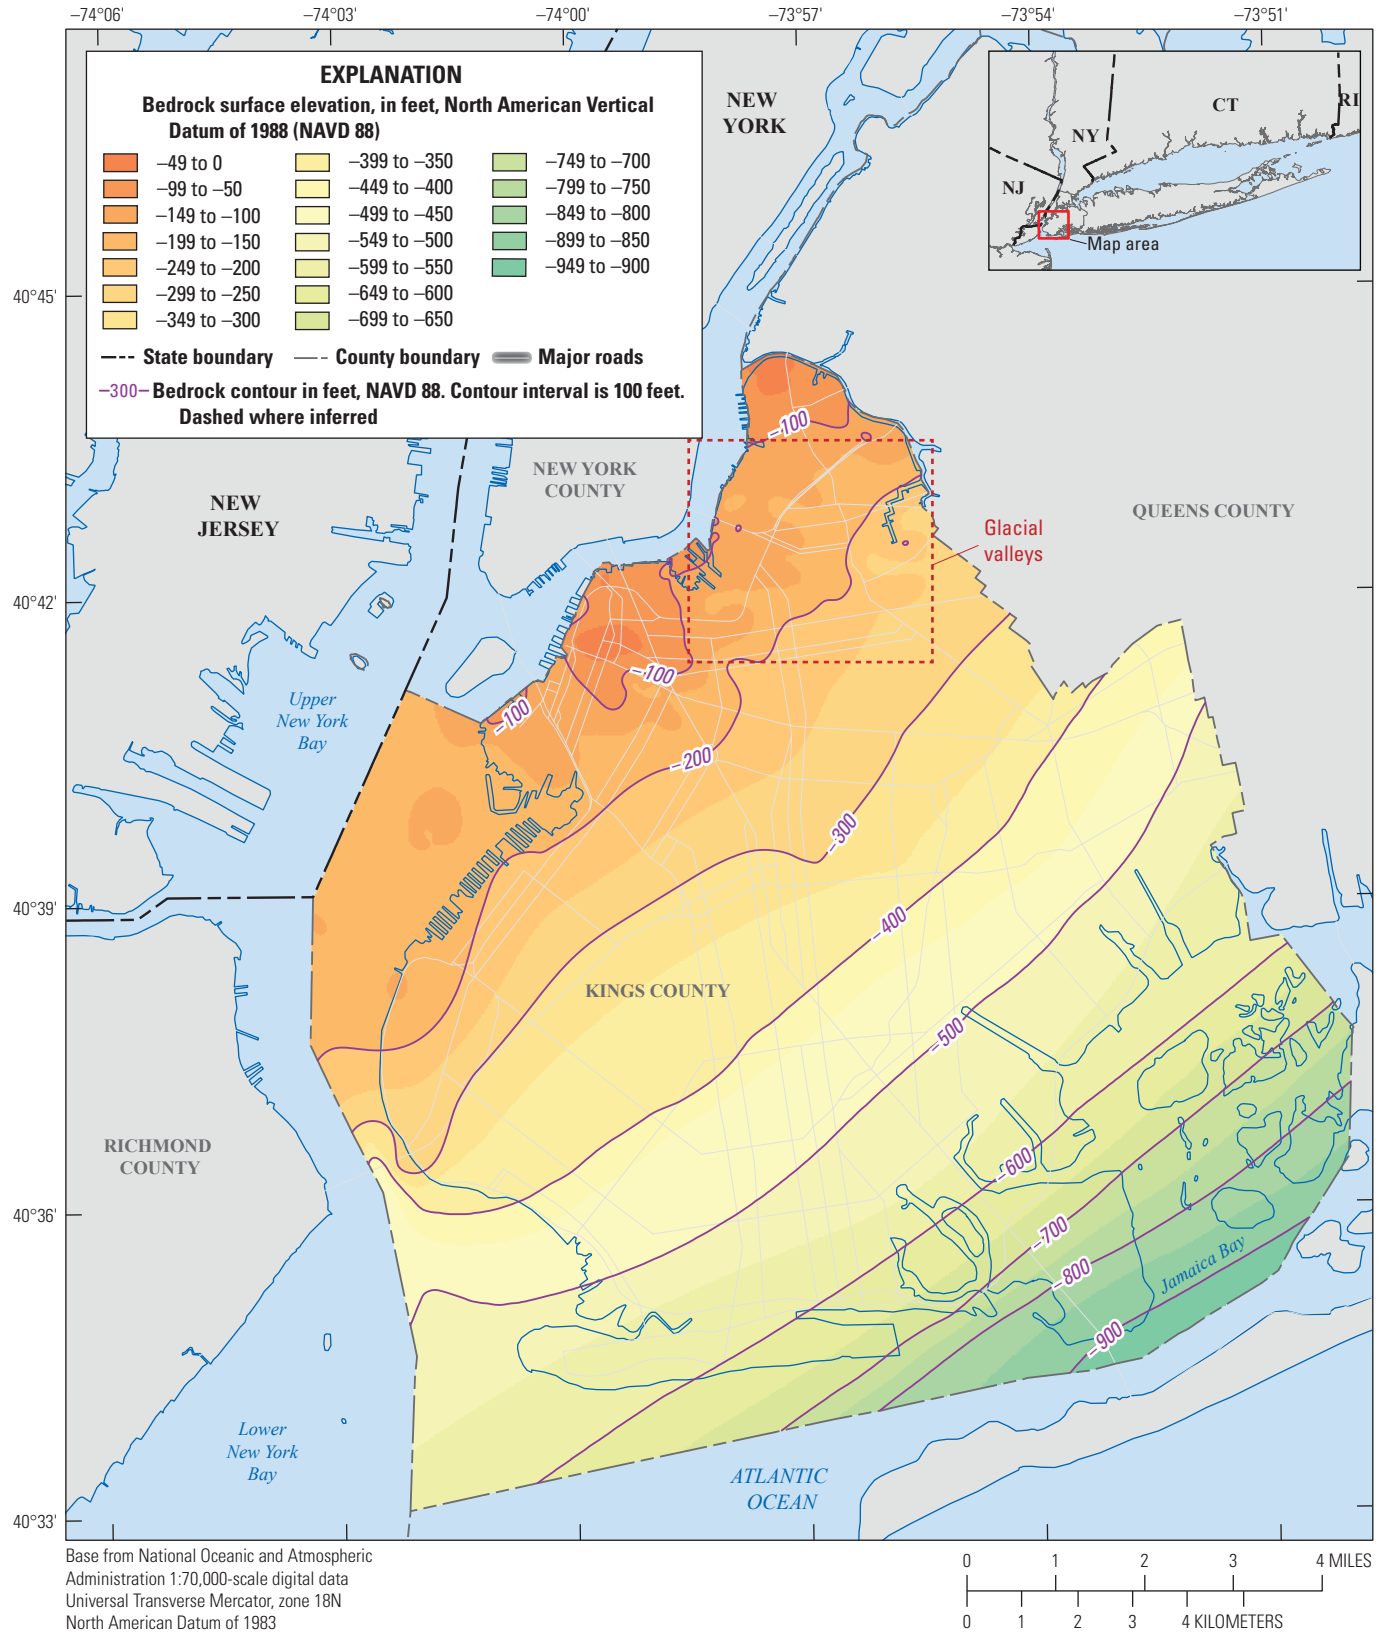 –74°06'
–74°03'
–74°00'
–73°57'
–73°54'
–73°51'
EXPLANATION
Bedrock surface elevation, in feet, North American Vertical
Datum of 1988 (NAVD 88)
–49 to 0
–99 to –50
–149 to –100
–199 to –150
–249 to –200
–299 to –250
–349 to –300
–399 to –350
–449 to –400
–499 to –450
–549 to –500
–599 to –550
–649 to –600
–699 to –650
–749 to –700
–799 to –750
–849 to –800
–899 to –850
–949 to –900
State boundary
County boundary
Major roads
–300– Bedrock contour in feet, NAVD 88. Contour interval is 100 feet.
Dashed where inferred
NEW
YORK
CT
RI
NY
NJ
Map area
40°45'
40°42'
40°39'
40°36'
40°33'
NEW YORK
COUNTY
NEW
JERSEY
QUEENS COUNTY
Glacial
valleys
Upper
New York
Bay
–100
–100
–100
–200
–300
–400
KINGS COUNTY
–500
RICHMOND
COUNTY
–600
–700
–800
Jamaica Bay
–900
Lower
New York
Bay
ATLANTIC
OCEAN
Base from National Oceanic and Atmospheric
Administration 1:70,000-scale digital data
Universal Transverse Mercator, zone 18N
North American Datum of 1983
0 1 2 3 4 MILES
0 1 2 3 4 KILOMETERS